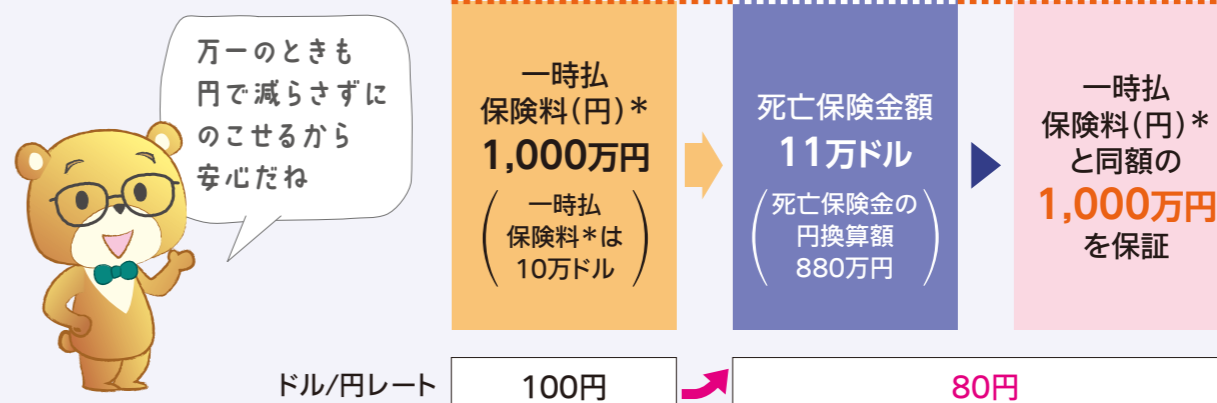 万一のときも
円で減らさずに
のこせるから
安心だね
一時払
保険料(円)*
1,000万円
(一時払
保険料*は
10万ドル)
死亡保険金額
11万ドル
(死亡保険金の
円換算額
880万円)
一時払
保険料(円)*
と同額の
1,000万円
を保証
ドル/円レート
100円
80円